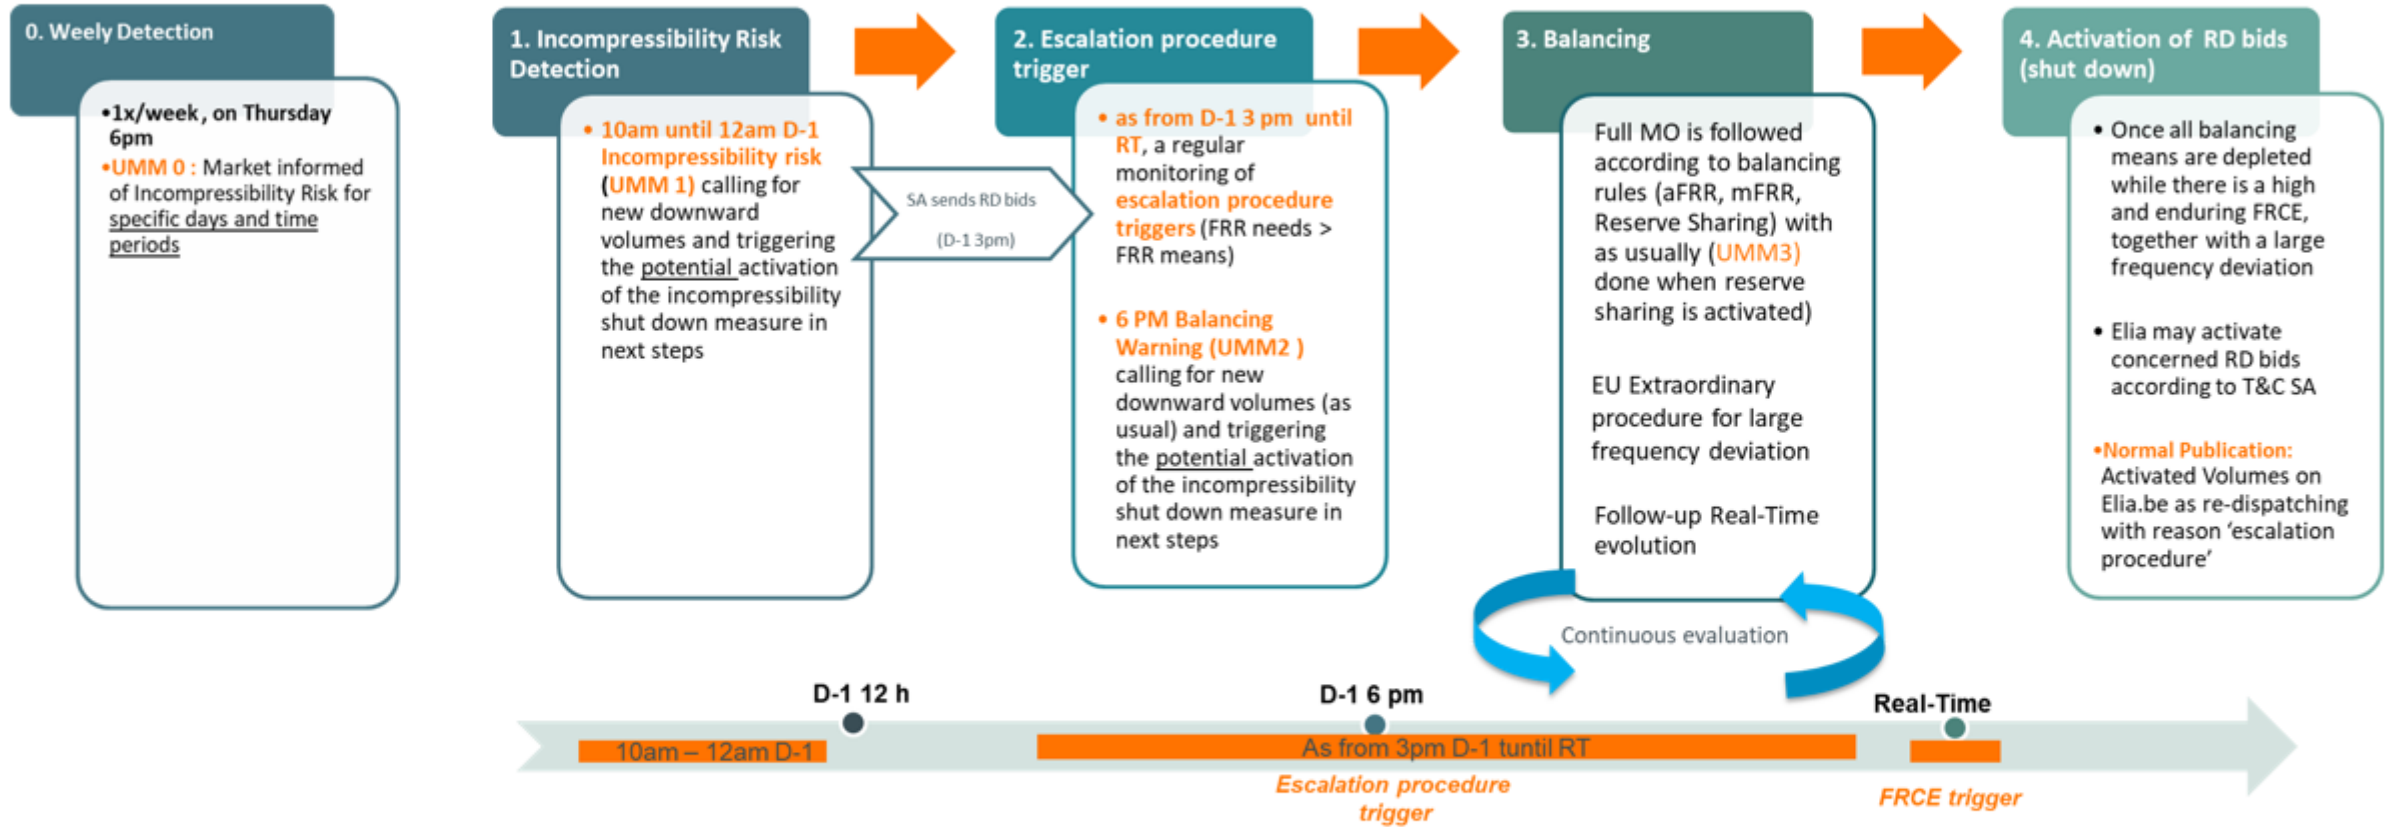 0. Weely Detection
•1x/week, on Thursday
6pm
•UMM 0 : Market informed
of Incompressibility Risk for
specific days and time
periods
1. Incompressibility Risk
Detection
• 10am until 12am D-1
Incompressibility risk
(UMM 1) calling for
new downward
volumes and triggering
the potential activation
of the incompressibility
shut down measure in
next steps
SA sends RD bids
(D-1 3pm)
2. Escalation procedure
trigger
• as from D-1 3 pm until
RT, a regular
monitoring of
escalation procedure
triggers (FRR needs >
FRR means)
• 6 PM Balancing
Warning (UMM2 )
calling for new
downward volumes (as
usual) and triggering
the potential activation
of the incompressibility
shut down measure in
next steps
3. Balancing
Full MO is followed
according to balancing
rules (aFRR, mFRR,
Reserve Sharing) with
as usually (UMM3)
done when reserve
sharing is activated)
EU Extraordinary
procedure for large
frequency deviation
Follow-up Real-Time
evolution
Continuous evaluation
4. Activation of RD bids
(shut down)
• Once all balancing
means are depleted
while there is a high
and enduring FRCE,
together with a large
frequency deviation
• Elia may activate
concerned RD bids
according to T&C SA
•Normal Publication:
Activated Volumes on
Elia.be as re-dispatching
with reason ‘escalation
procedure’
D-1 12 h
D-1 6 pm
Real-Time
10am – 12am D-1
As from 3pm D-1 tuntil RT
Escalation procedure
trigger
FRCE trigger